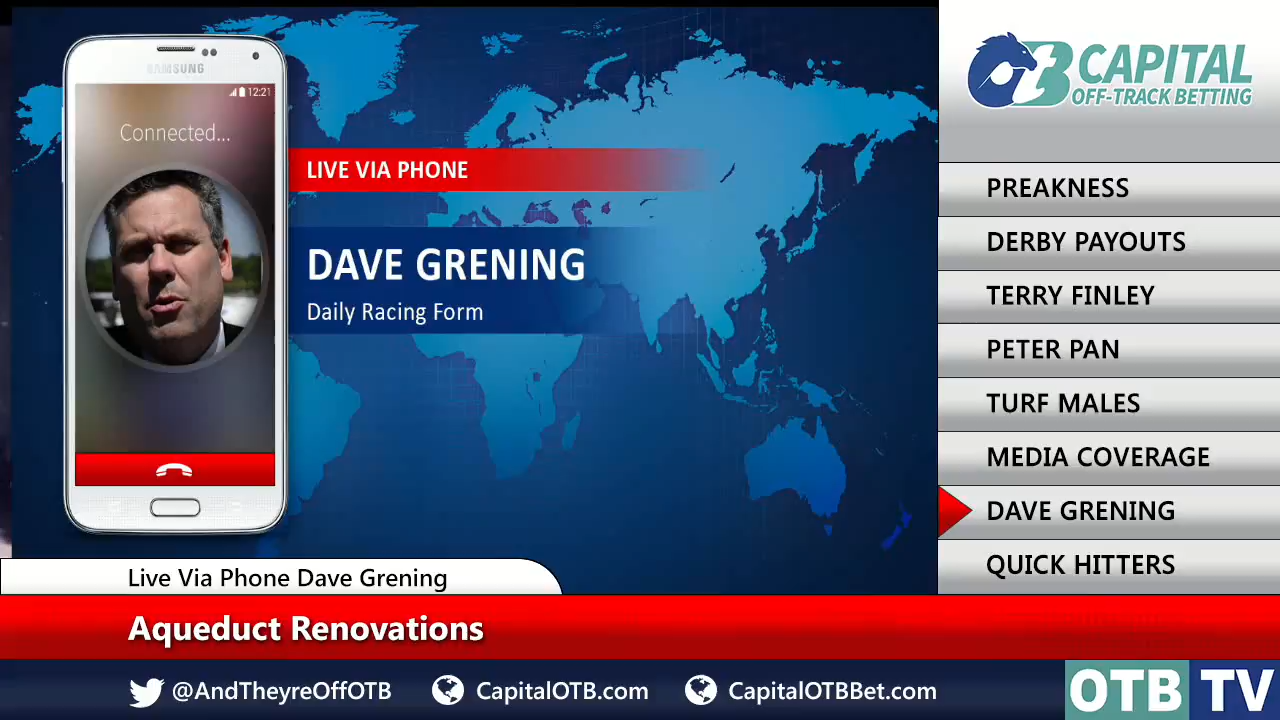 SAMSUNG
12:21
Connected...
LIVE VIA PHONE
DAVE GRENING
Daily Racing Form
CAPITAL
OFF-TRACK BETTING
PREAKNESS
DERBY PAYOUTS
TERRY FINLEY
PETER PAN
TURF MALES
MEDIA COVERAGE
DAVE GRENING
QUICK HITTERS
Live Via Phone Dave Grening
Aqueduct Renovations
@AndTheyreOffOTB
CapitalOTB.com
CapitalOTBBet.com
OTB TV